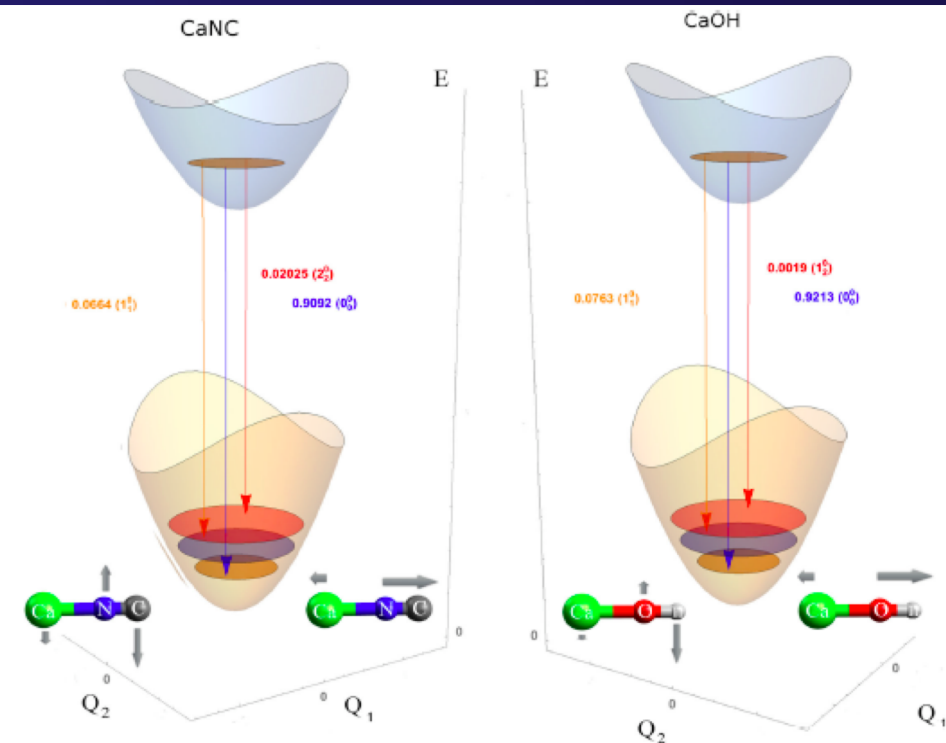 CaNC
CaOH
E
E
0.02025 (2⁰₂)
0.0664 (1⁰₁)
0.9092 (0⁰₀)
0.0019 (1⁰₂)
0.0763 (1⁰₁)
0.9213 (0⁰₀)
Ca N C
Ca N C
0
0
Ca O H
Ca O H
0
0
0
0
Q₂
Q₁
Q₂
Q₁